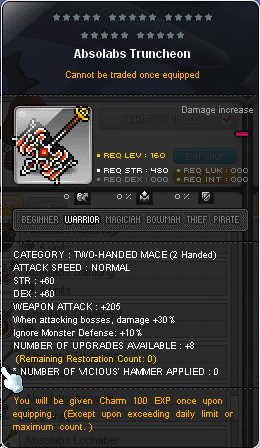 Absolabs Truncheon
Cannot be traded once equipped
Damage increase
REQ LEV : 160
REQ STR : 480 REQ LUK : 000
REQ DEX : 000 REQ INT : 000
0 0 % 0 %
BEGINNER WARRIOR MAGICIAN BOWMAN THIEF PIRATE
CATEGORY : TWO-HANDED MACE (2 Handed)
ATTACK SPEED : NORMAL
STR : +60
DEX : +60
WEAPON ATTACK : +205
When attacking bosses, damage +30%
Ignore Monster Defense: +10%
NUMBER OF UPGRADES AVAILABLE : +8
(Remaining Restoration Count: 0)
* NUMBER OF VICIOUS' HAMMER APPLIED : 0
You will be given Charm 100 EXP once upon
equipping. (Except upon exceeding daily limit or
maximum count. )